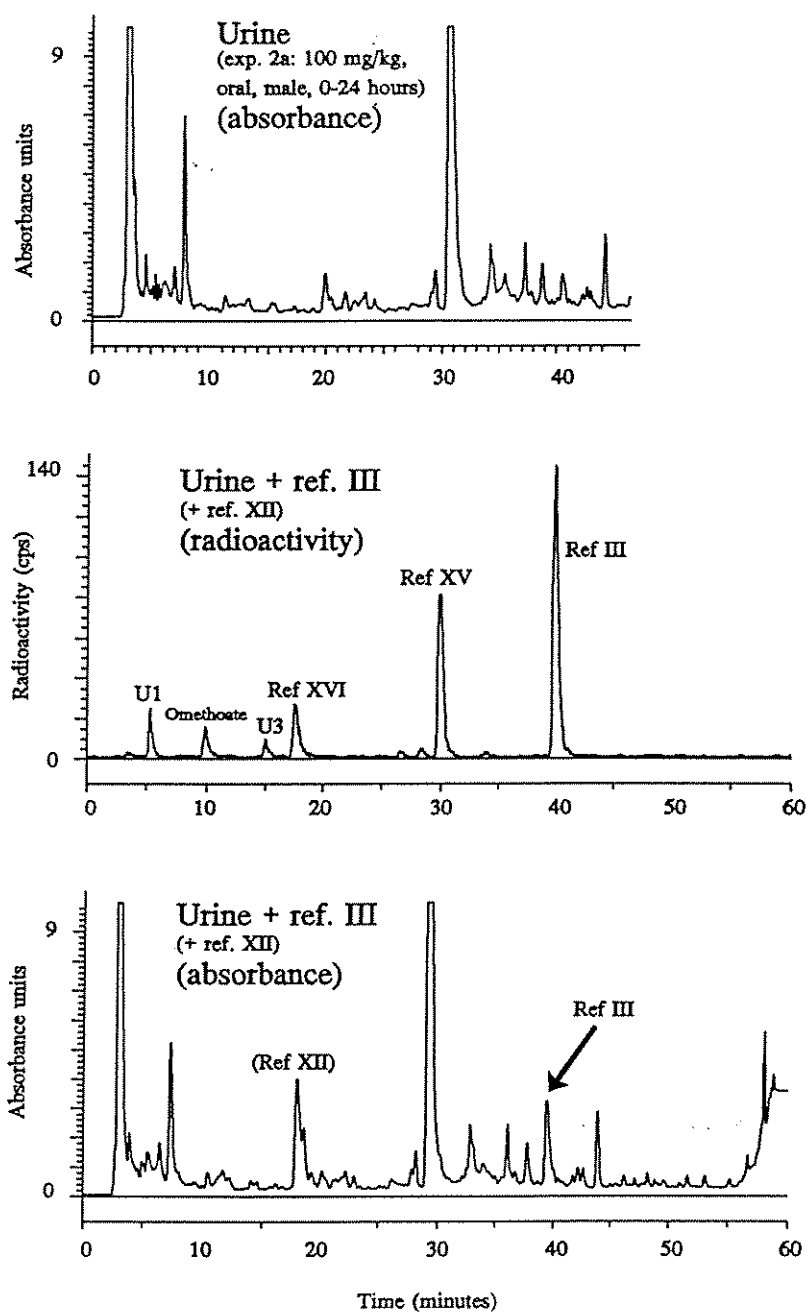 Urine
(exp. 2a: 100 mg/kg,
oral, male, 0-24 hours)
(absorbance)
9
Absorbance units
0
0 10 20 30 40
140
Urine + ref. III
(+ ref. XII)
(radioactivity)
Ref III
Ref XV
Radioactivity (cps)
U1
Omethoate
U3
Ref XVI
0
0 10 20 30 40 50 60
9
Urine + ref. III
(+ ref. XII)
(absorbance)
Ref III
(Ref XII)
Absorbance units
0
0 10 20 30 40 50 60
Time (minutes)